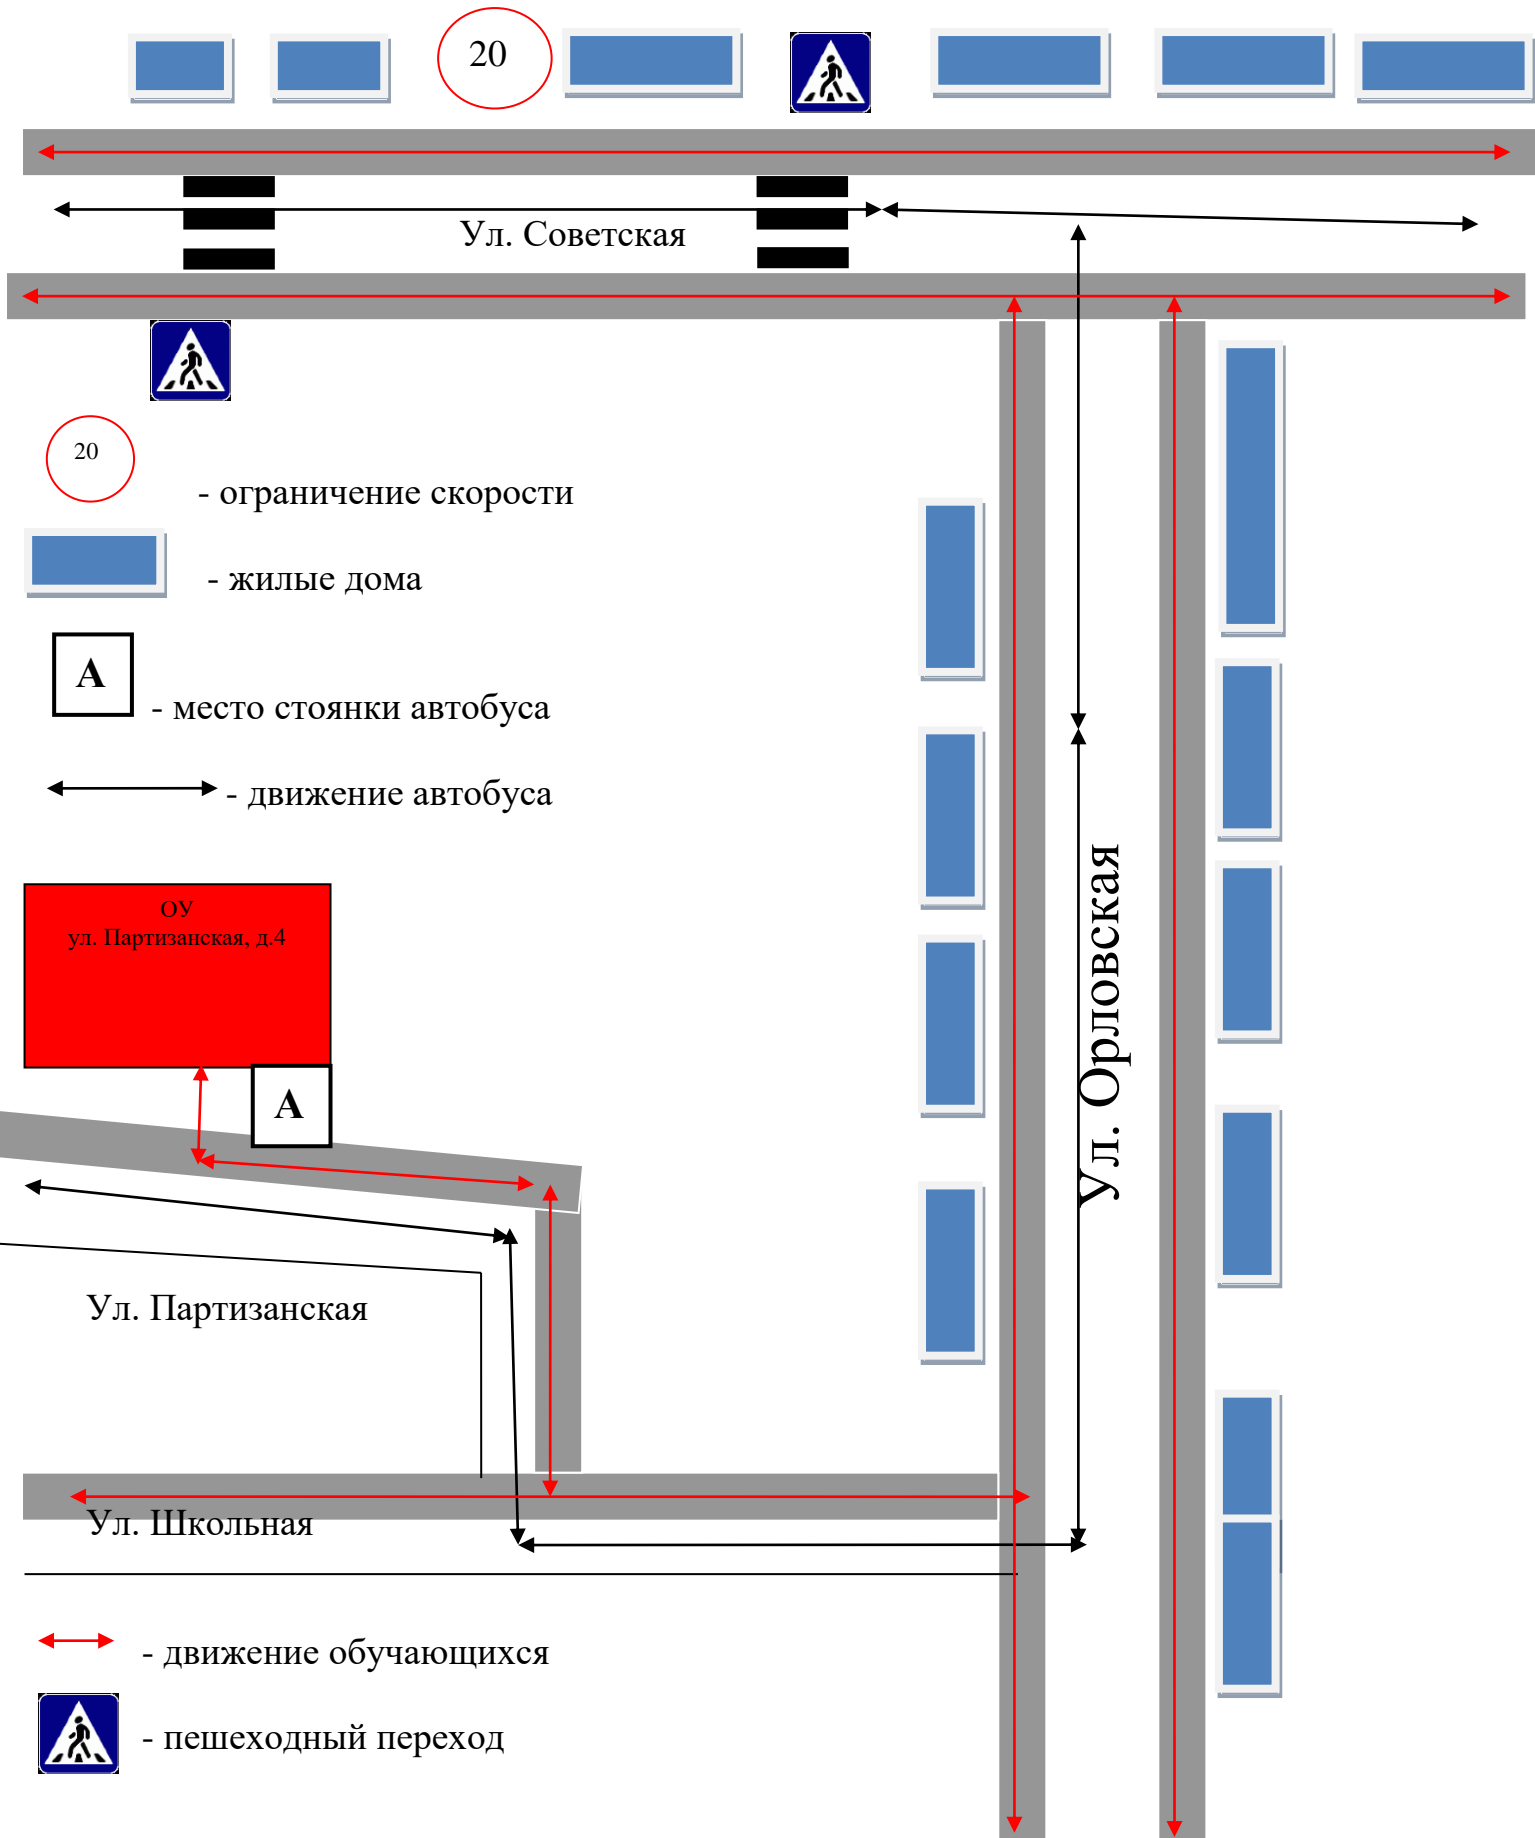 20
Ул. Советская
20
- ограничение скорости
- жилые дома
А
- место стоянки автобуса
- движение автобуса
ОУ
ул. Партизанская, д.4
А
Ул. Орловская
Ул. Партизанская
Ул. Школьная
- движение обучающихся
- пешеходный переход